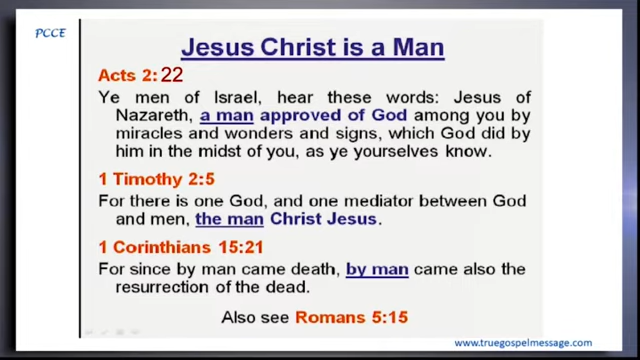 PCCE
Jesus Christ is a Man
Acts 2:22
Ye men of Israel, hear these words: Jesus of
Nazareth, a man approved of God among you by
miracles and wonders and signs, which God did by
him in the midst of you, as ye yourselves know.
1 Timothy 2:5
For there is one God, and one mediator between God
and men, the man Christ Jesus.
1 Corinthians 15:21
For since by man came death, by man came also the
resurrection of the dead.
Also see Romans 5:15
www.truegospelmessage.com